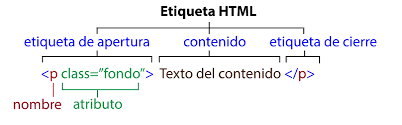 Etiqueta HTML
etiqueta de apertura contenido etiqueta de cierre
<p class="fondo"> Texto del contenido </p>
nombre atributo